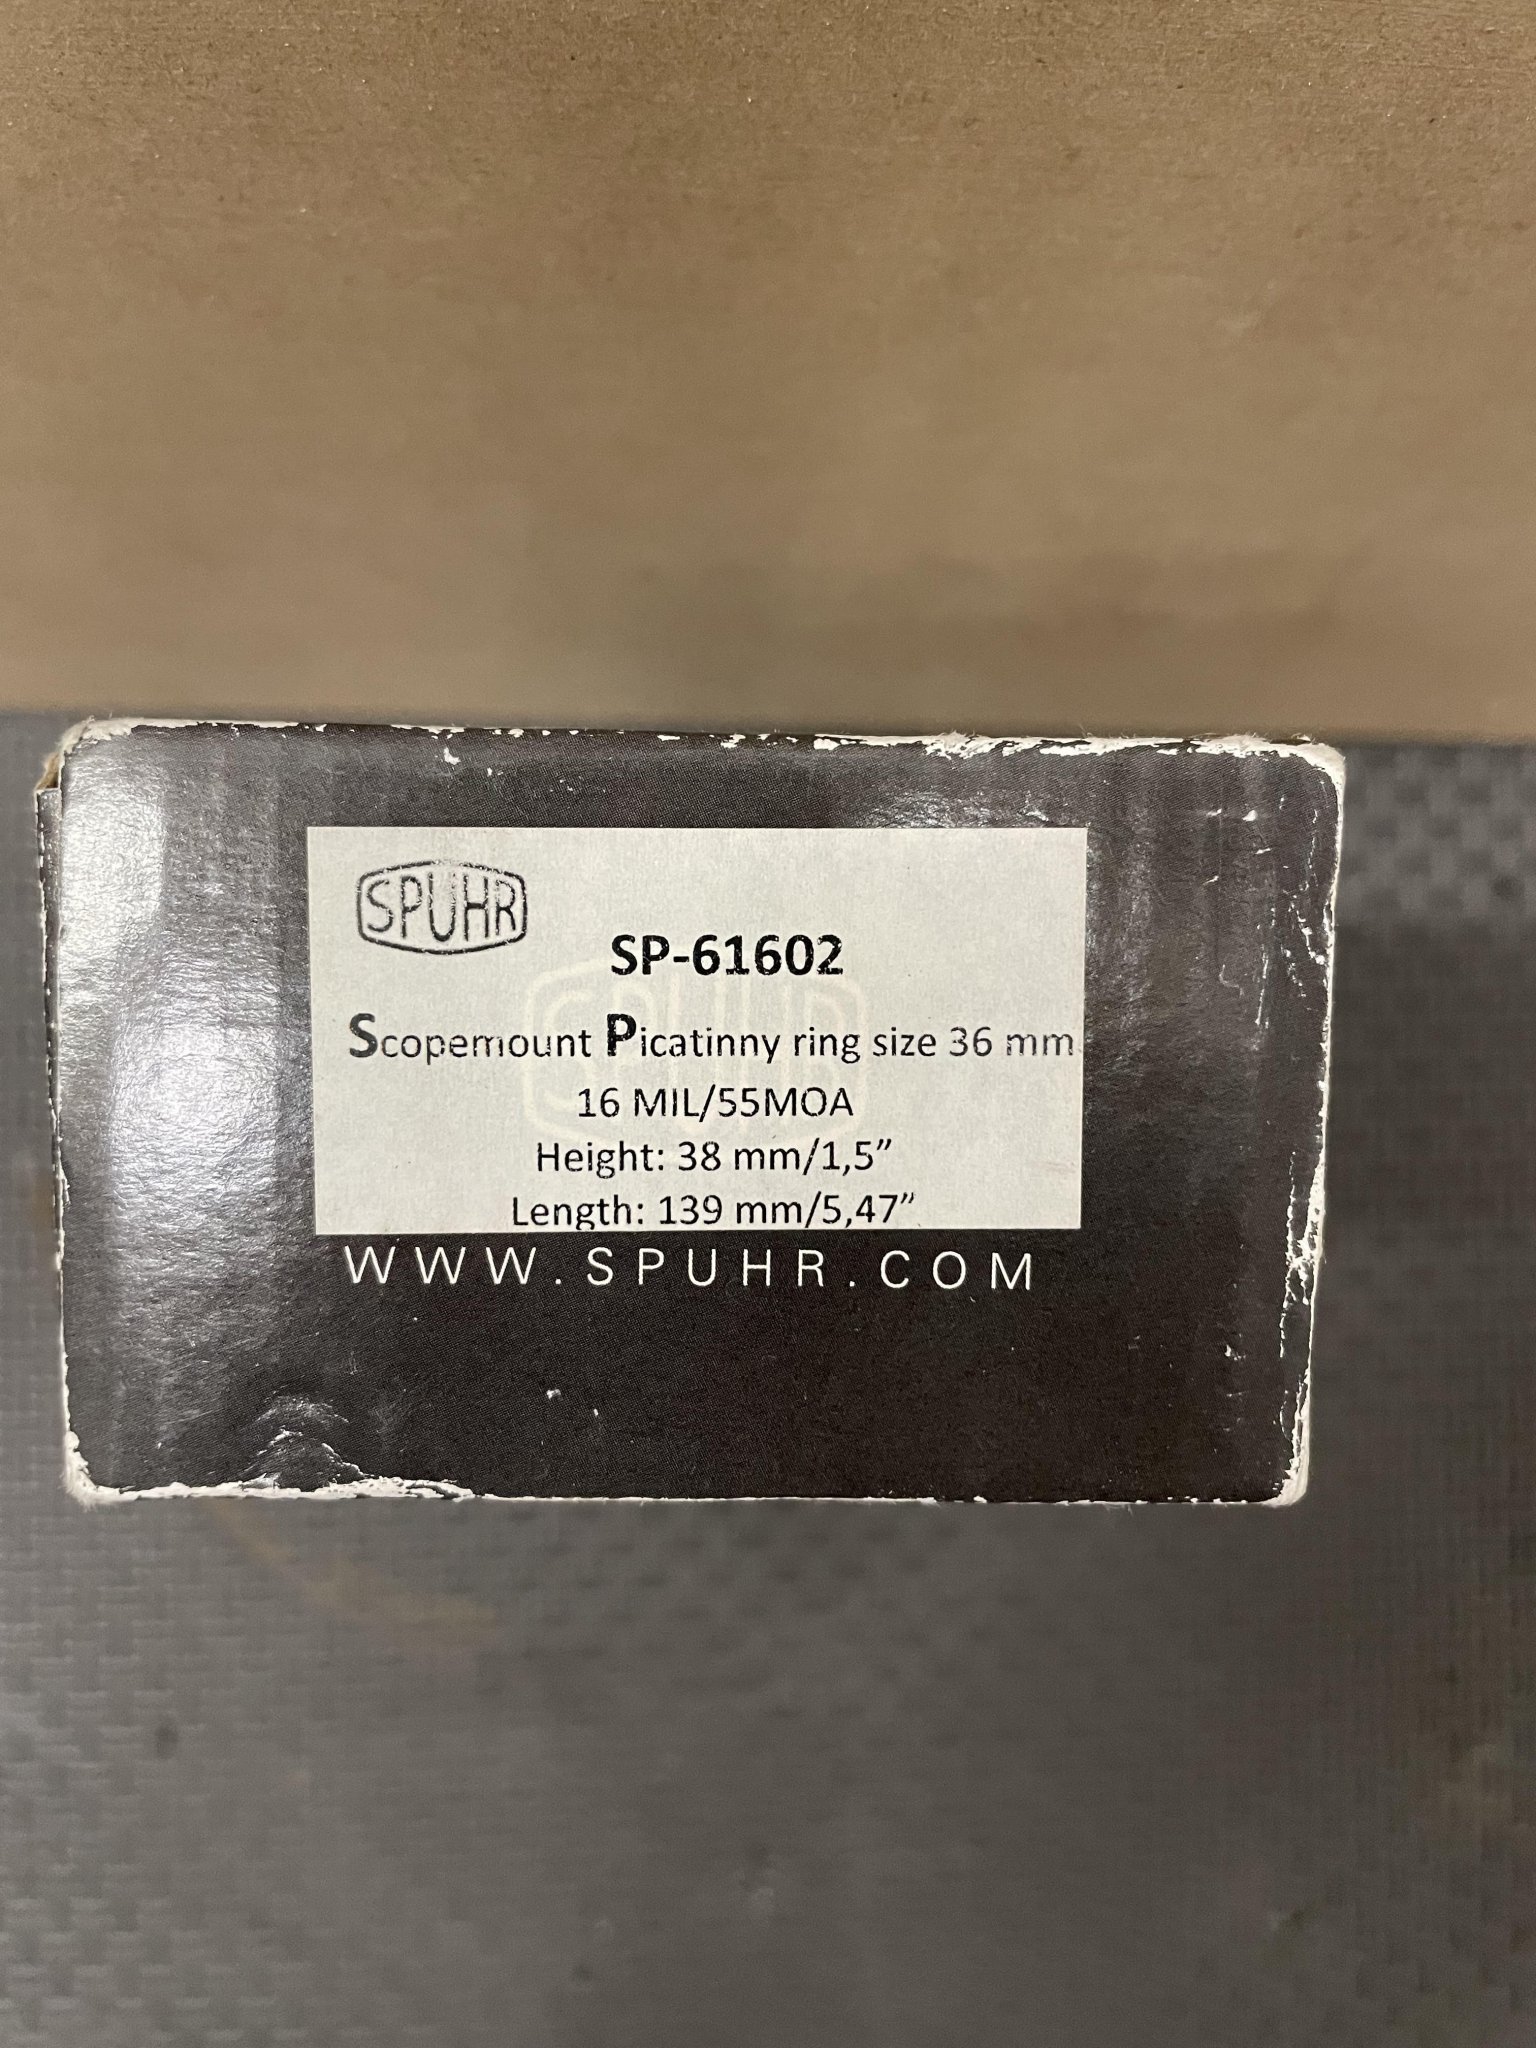 SPUHR
SP-61602
Scopemount Picatinny ring size 36 mm
16 MIL/55MOA
Height: 38 mm/1,5”
Length: 139 mm/5,47”
SPUHR
WWW.SPUHR.COM